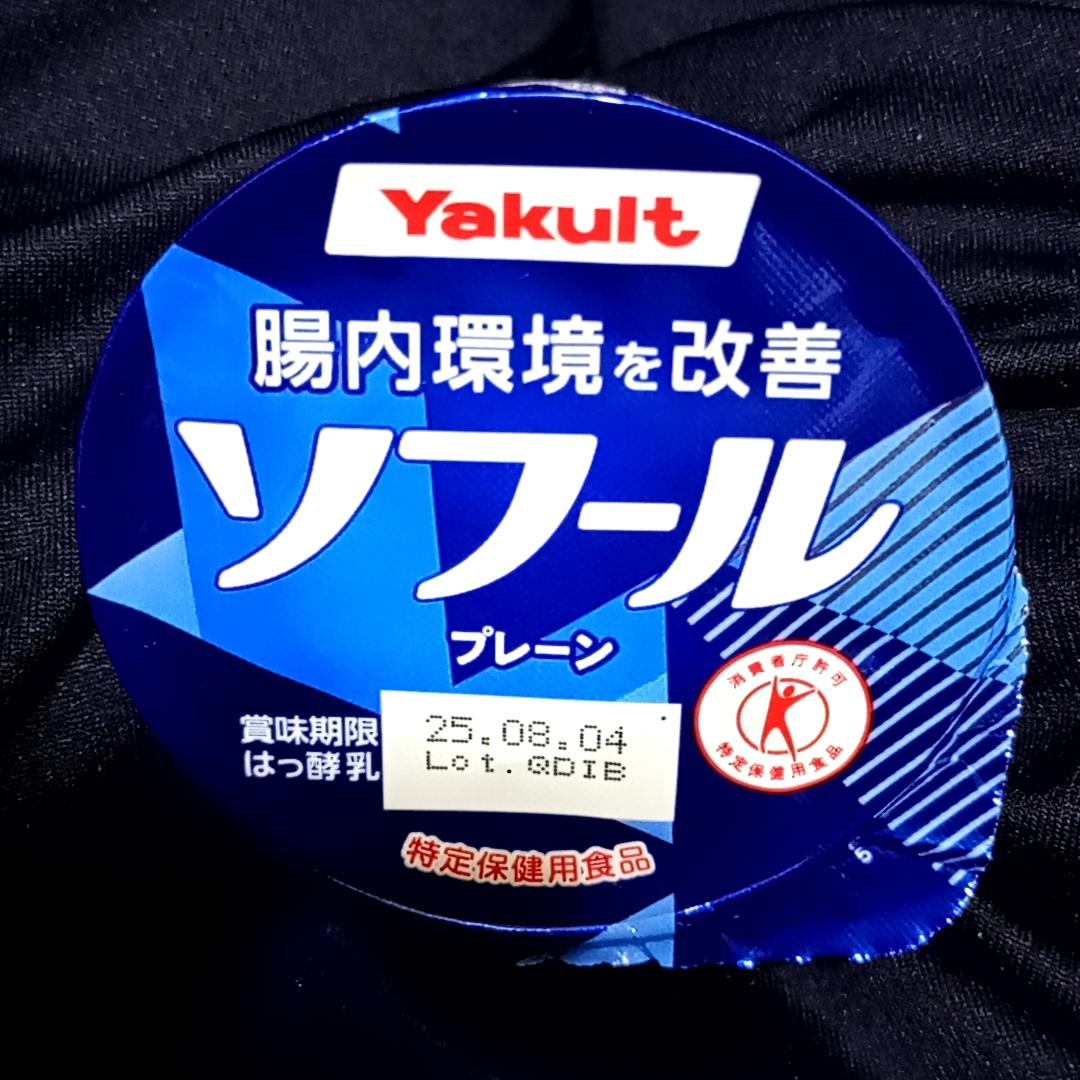 Yakult
腸内環境を改善
ソフール
プレーン
消費者庁許可
特定保健用食品
賞味期限
25.08.04
はっ酵乳
Lot. QDIB
特定保健用食品
5